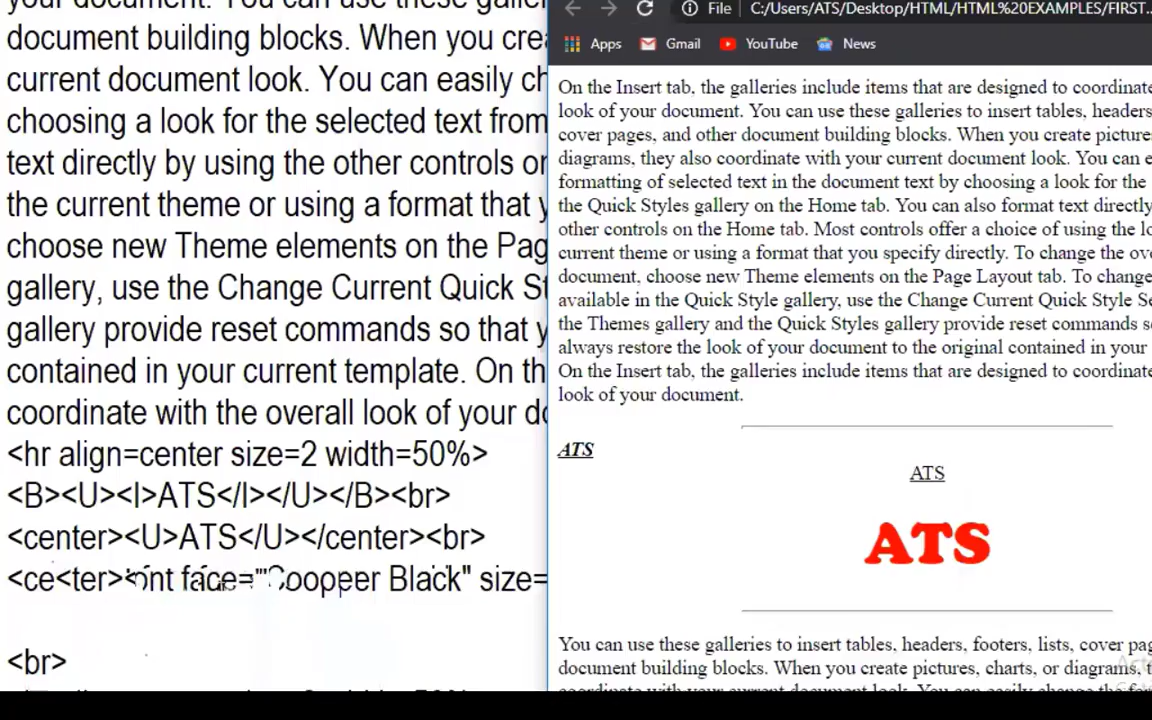 your document. You can use these galle
document building blocks. When you crea
current document look. You can easily ch
choosing a look for the selected text from
text directly by using the other controls on
the current theme or using a format that y
choose new Theme elements on the Pag
gallery, use the Change Current Quick St
gallery provide reset commands so that y
contained in your current template. On th
coordinate with the overall look of your do
<hr align=center size=2 width=50%>
<B><U><I>ATS</I></U></B><br>
<center><U>ATS</U></center><br>
Black" size=
<br>
File C:/Users/ATS/Desktop/HTML/HTML%20EXAMPLES/FIRST...
Apps Gmail YouTube News
On the Insert tab, the galleries include items that are designed to coordinate
look of your document. You can use these galleries to insert tables, headers
cover pages, and other document building blocks. When you create picture
diagrams, they also coordinate with your current document look. You can e
formatting of selected text in the document text by choosing a look for the
the Quick Styles gallery on the Home tab. You can also format text directly
other controls on the Home tab. Most controls offer a choice of using the lo
current theme or using a format that you specify directly. To change the ove
document, choose new Theme elements on the Page Layout tab. To change
available in the Quick Style gallery, use the Change Current Quick Style Se
the Themes gallery and the Quick Styles gallery provide reset commands so
always restore the look of your document to the original contained in your
On the Insert tab, the galleries include items that are designed to coordinate
look of your document.
ATS
ATS
ATS
You can use these galleries to insert tables, headers, footers, lists, cover pag
document building blocks. When you create pictures, charts, or diagrams, t